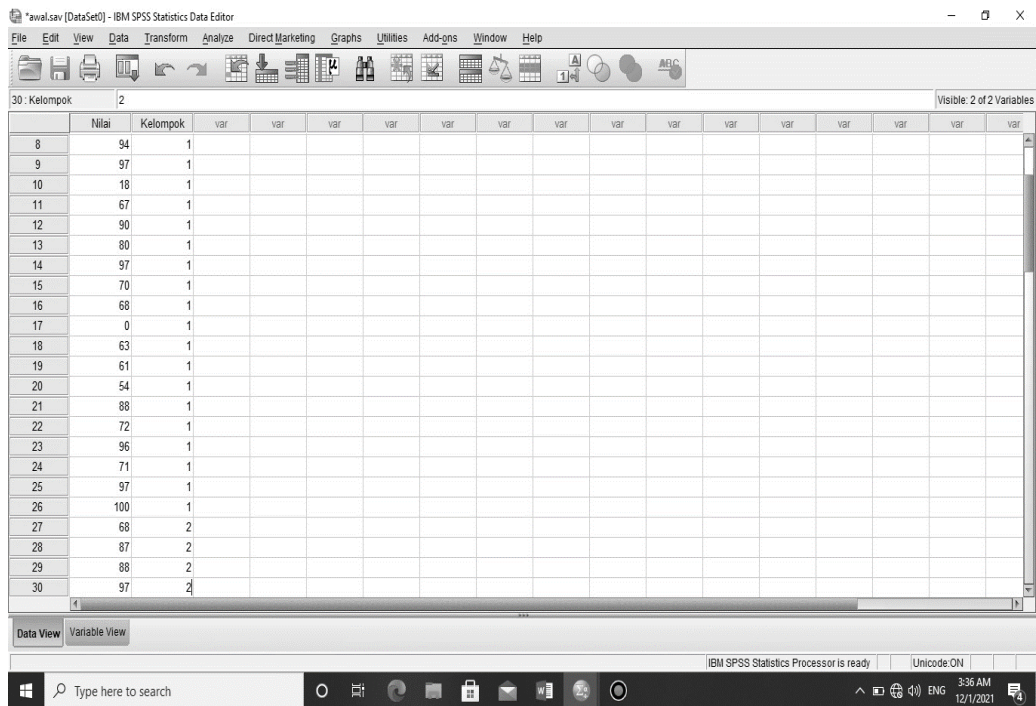 *awal.sav [DataSet0] - IBM SPSS Statistics Data Editor
File Edit View Data Transform Analyze Direct Marketing Graphs Utilities Add-ons Window Help
30 : Kelompok 2 Visible: 2 of 2 Variables
Nilai Kelompok var var var var var var var var var var var var var var var
8 94 1
9 97 1
10 18 1
11 67 1
12 90 1
13 80 1
14 97 1
15 70 1
16 68 1
17 0 1
18 63 1
19 61 1
20 54 1
21 88 1
22 72 1
23 96 1
24 71 1
25 97 1
26 100 1
27 68 2
28 87 2
29 88 2
30 97 2
Data View Variable View
IBM SPSS Statistics Processor is ready Unicode:ON
Type here to search ENG 3:36 AM
12/1/2021 4